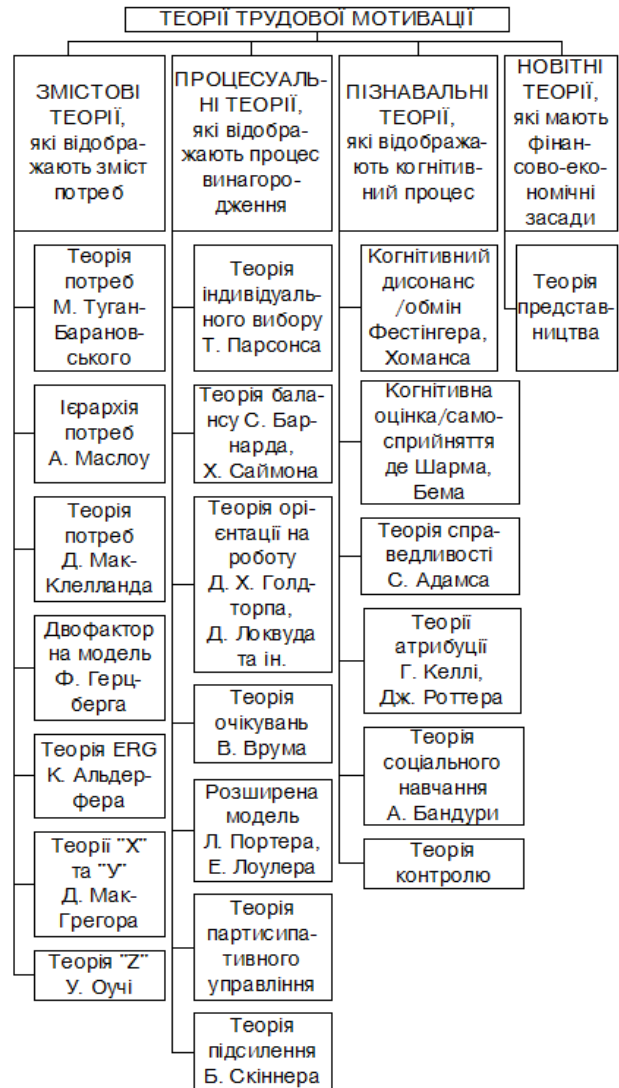 ТЕОРІЇ ТРУДОВОЇ МОТИВАЦІЇ
ЗМІСТОВІ
ТЕОРІЇ,
які відобра-
жають зміст
потреб
Теорія
потреб
М. Туган-
Баранов-
ського
Ієрархія
потреб
А. Маслоу
Теорія
потреб
Д. Мак-
Клелланда
Двофактор
на модель
Ф. Герц-
берга
Теорія ERG
К. Альдер-
фера
Теорії "X"
та "У"
Д. Мак-
Грегора
Теорія "Z"
У. Оучі
ПРОЦЕСУАЛЬ-
НІ ТЕОРІЇ,
які відобра-
жають процес
винагоро-
дження
Теорія
індивідуаль-
ного вибору
Т. Парсонса
Теорія бала-
нсу С. Бар-
нарда,
Х. Саймона
Теорія орі-
єнтації на
роботу
Д. Х. Голд-
торпа,
Д. Локвуда
та ін.
Теорія
очікувань
В. Врума
Розширена
модель
Л. Портера,
Е. Лоулера
Теорія
партисипа-
тивного
управління
Теорія
підсилення
Б. Скіннера
ПІЗНАВАЛЬНІ
ТЕОРІЇ,
які відобража-
ють когнітив-
ний процес
Когнітивний
дисонанс
/обмін
Фестінгера,
Хоманса
Когнітивна
оцінка/само-
сприйняття
де Шарма,
Бема
Теорія спра-
ведливості
С. Адамса
Теорії
атрибуції
Г. Келлі,
Дж. Роттера
Теорія
соціального
навчання
А. Бандури
Теорія
контролю
НОВІТНІ
ТЕОРІЇ,
які мають
фінан-
сово-еко-
номічні
засади
Теорія
представ-
ництва